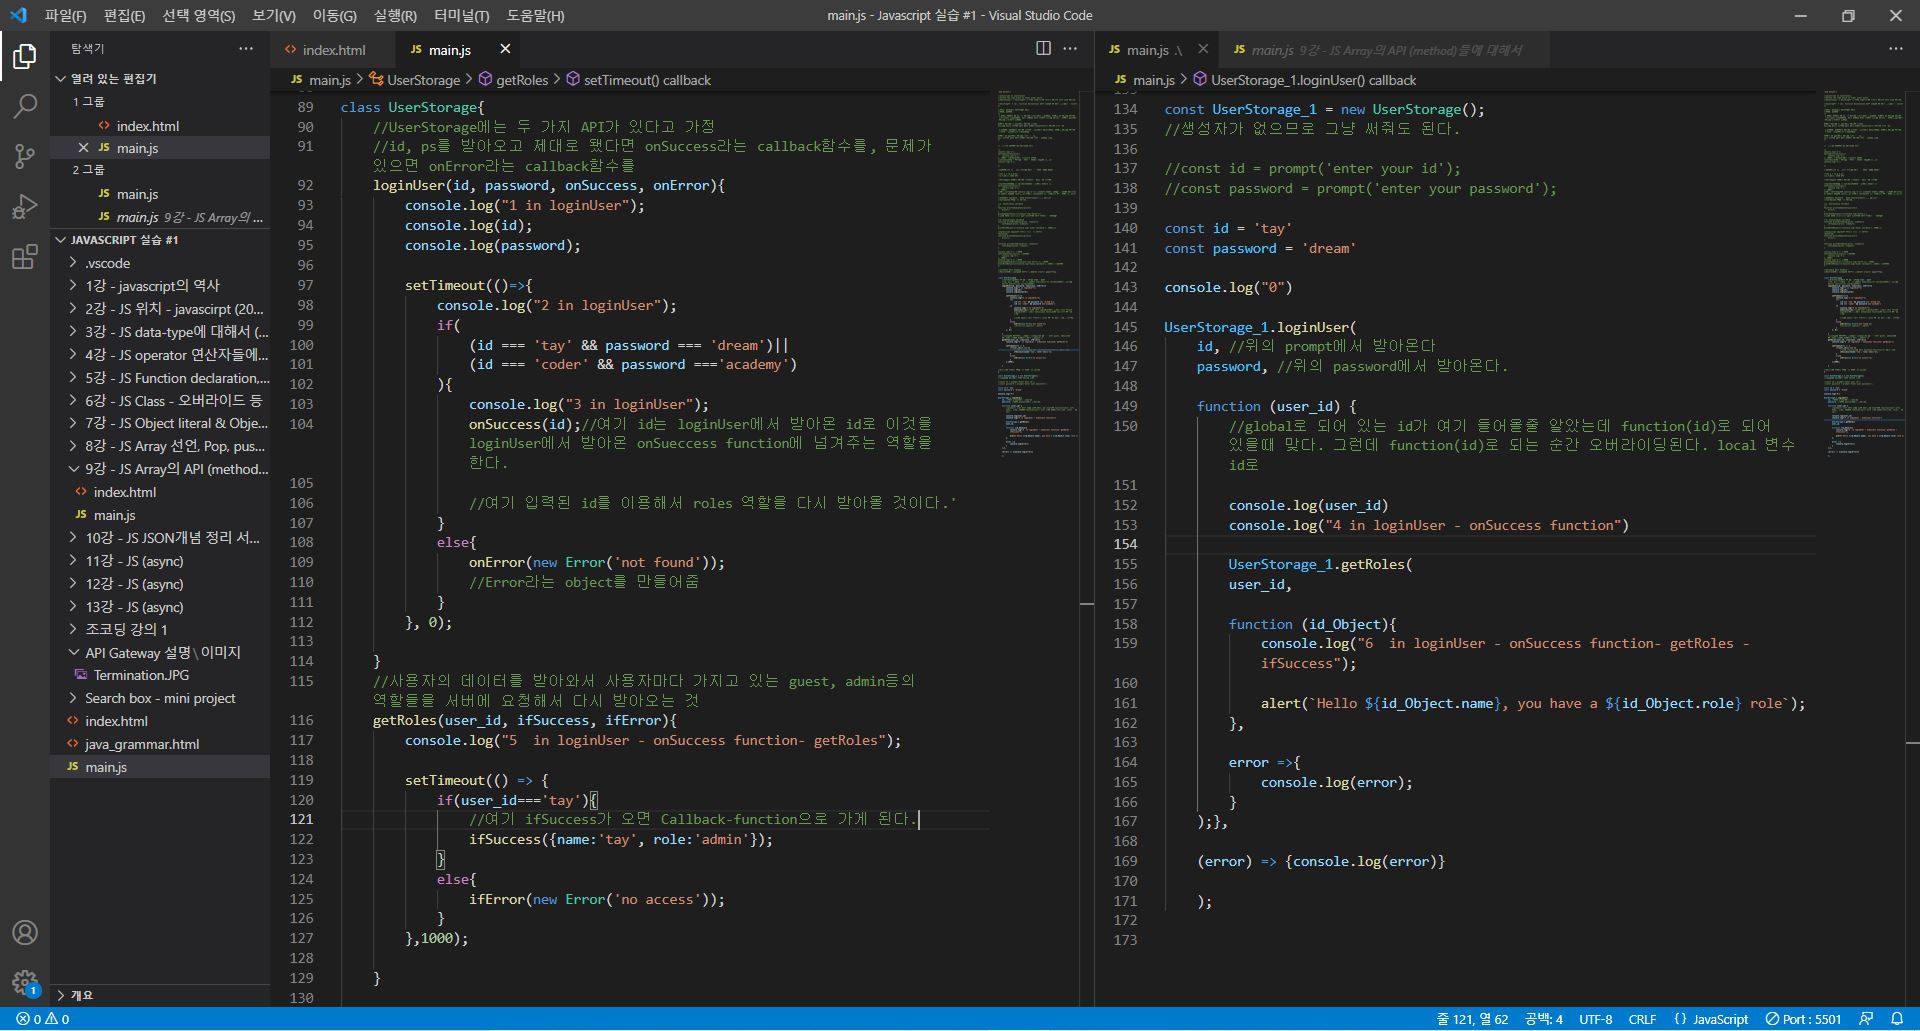 파일(F) 편집(E) 선택 영역(S) 보기(V) 이동(G) 실행(R) 터미널(T) 도움말(H)
main.js - Javascript 실습 #1 - Visual Studio Code
탐색기
열려 있는 편집기
1 그룹
index.html
JS main.js
2 그룹
JS main.js
JS main.js 9강 - JS Array의 ...
JAVASCRIPT 실습 #1
.vscode
1강 - javascript의 역사
2강 - JS 위치 - javascirpt (20...
3강 - JS data-type에 대해서 (...
4강 - JS operator 연산자들에...
5강 - JS Function declaration,...
6강 - JS Class - 오버라이드 등
7강 - JS Object literal & Obje...
8강 - JS Array 선언, Pop, pus...
9강 - JS Array의 API (method...
index.html
JS main.js
10강 - JS JSON개념 정리 서...
11강 - JS (async)
12강 - JS (async)
13강 - JS (async)
조코딩 강의 1
API Gateway 설명 \ 이미지
Termination.JPG
Search box - mini project
index.html
java_grammar.html
JS main.js
개요
1
index.html
JS main.js
JS main.js > UserStorage > getRoles > setTimeout() callback
89 class UserStorage{
90 //UserStorage에는 두 가지 API가 있다고 가정
91 //id, ps를 받아오고 제대로 됐다면 onSuccess라는 callback함수를, 문제가
있으면 onError라는 callback함수를
92 loginUser(id, password, onSuccess, onError){
93 console.log("1 in loginUser");
94 console.log(id);
95 console.log(password);
96
97 setTimeout(()=>{
98 console.log("2 in loginUser");
99 if(
100 (id === 'tay' && password === 'dream')||
101 (id === 'coder' && password ==='academy')
102 ){
103 console.log("3 in loginUser");
104 onSuccess(id);//여기 id는 loginUser에서 받아온 id로 이것을
loginUser에서 받아온 onSueccess function에 넘겨주는 역할을
한다.
105
106 //여기 입력된 id를 이용해서 roles 역할을 다시 받아올 것이다.'
107 }
108 else{
109 onError(new Error('not found'));
110 //Error라는 object를 만들어줌
111 }
112 }, 0);
113
114 }
115 //사용자의 데이터를 받아와서 사용자마다 가지고 있는 guest, admin등의
역할들을 서버에 요청해서 다시 받아오는 것
116 getRoles(user_id, ifSuccess, ifError){
117 console.log("5  in loginUser - onSuccess function- getRoles");
118
119 setTimeout(() => {
120 if(user_id==='tay'){
121 //여기 ifSuccess가 오면 Callback-function으로 가게 된다.
122 ifSuccess({name:'tay', role:'admin'});
123 }
124 else{
125 ifError(new Error('no access'));
126 }
127 },1000);
128
129 }
130
JS main.js .\
JS main.js 9강 - JS Array의 API (method)들에 대해서
JS main.js > UserStorage_1.loginUser() callback
134 const UserStorage_1 = new UserStorage();
135 //생성자가 없으므로 그냥 써줘도 된다.
136
137 //const id = prompt('enter your id');
138 //const password = prompt('enter your password');
139
140 const id = 'tay'
141 const password = 'dream'
142
143 console.log("0")
144
145 UserStorage_1.loginUser(
146 id, //위의 prompt에서 받아온다
147 password, //위의 password에서 받아온다.
148
149 function (user_id) {
150 //global로 되어 있는 id가 여기 들어올줄 알았는데 function(id)로 되어
있을때 맞다. 그런데 function(id)로 되는 순간 오버라이딩된다. local 변수
id로
151
152 console.log(user_id)
153 console.log("4 in loginUser - onSuccess function")
154
155 UserStorage_1.getRoles(
156 user_id,
157
158 function (id_Object){
159 console.log("6  in loginUser - onSuccess function- getRoles -
ifSuccess");
160
161 alert(`Hello ${id_Object.name}, you have a ${id_Object.role} role`);
162 },
163
164 error =>{
165 console.log(error);
166 }
167 );},
168
169 (error) => {console.log(error)}
170
171 );
172
173
0 0
줄 121, 열 62 공백: 4 UTF-8 CRLF {} JavaScript Port : 5501